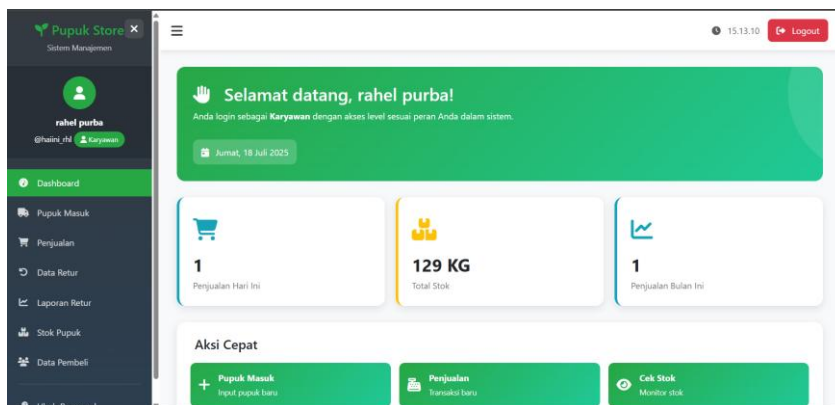 Pupuk Store
Sistem Manajemen
rahel purba
@haiini_rhl Karyawan
Dashboard
Pupuk Masuk
Penjualan
Data Retur
Laporan Retur
Stok Pupuk
Data Pembeli
15.13.10 Logout
Selamat datang, rahel purba!
Anda login sebagai Karyawan dengan akses level sesuai peran Anda dalam sistem.
Jumat, 18 Juli 2025
1
Penjualan Hari Ini
129 KG
Total Stok
1
Penjualan Bulan Ini
Aksi Cepat
Pupuk Masuk
Input pupuk baru
Penjualan
Transaksi baru
Cek Stok
Monitor stok